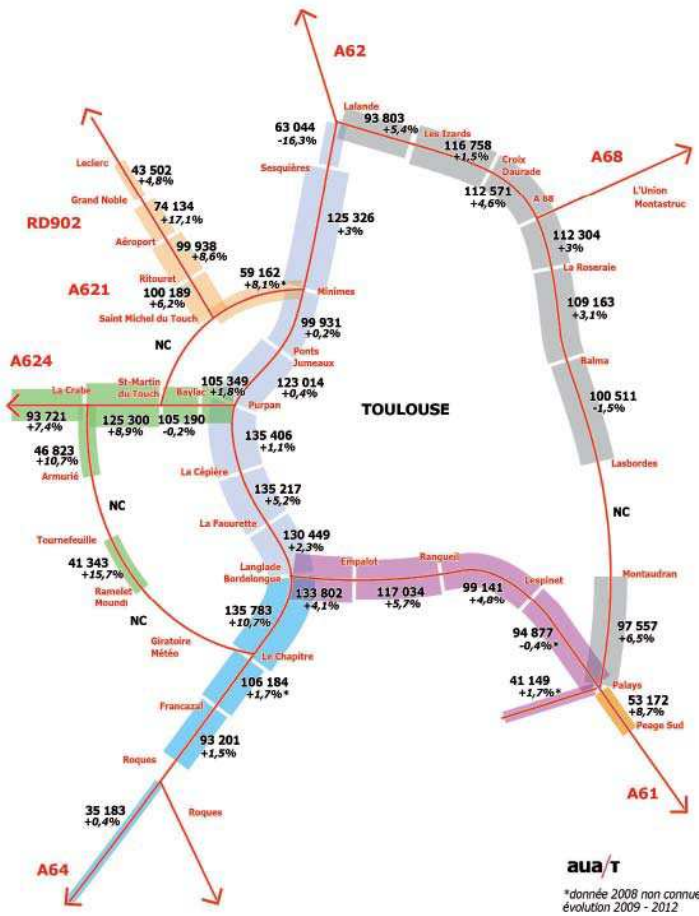 A62
Lalande
93 803
+5,4%
Les Izards
63 044
-16,3%
116 758
+1,5%
Croix
Daurade
A68
Sesquières
112 571
+4,6%
A 68
L'Union
Montastruc
Leclerc
43 502
+4,8%
Grand Noble
74 134
+17,1%
RD902
Aéroport
99 938
+8,6%
125 326
+3%
112 304
+3%
La Roseraie
Ritouret
59 162
+8,1%*
A621
100 189
+6,2%
Minimes
109 163
+3,1%
Saint Michel du Touch
99 931
+0,2%
NC
Ponts
Jumeaux
A624
Balma
La Crabe
St-Martin
du Touch
Baylac
105 349
+1,8%
123 014
+0,4%
Purpan
TOULOUSE
100 511
-1,5%
93 721
+7,4%
125 300
+8,9%
105 190
-0,2%
135 406
+1,1%
46 823
+10,7%
Armurié
La Cépière
Lasbordes
135 217
+5,2%
NC
NC
La Faourette
130 449
+2,3%
Tournefeuille
Langlade
Bordelongue
Empalot
Rangueil
Lespinet
Montaudran
41 343
+15,7%
Ramelet
Moundi
133 802
+4,1%
117 034
+5,7%
99 141
+4,8%
135 783
+10,7%
97 557
+6,5%
NC
Giratoire
Météo
94 877
-0,4%*
Le Chapitre
106 184
+1,7%*
41 149
+1,7%*
Palays
Francazal
53 172
+8,7%
Peage Sud
93 201
+1,5%
Roques
35 183
+0,4%
Roques
A61
A64
aua/T
*donnée 2008 non connue
évolution 2009 - 2012